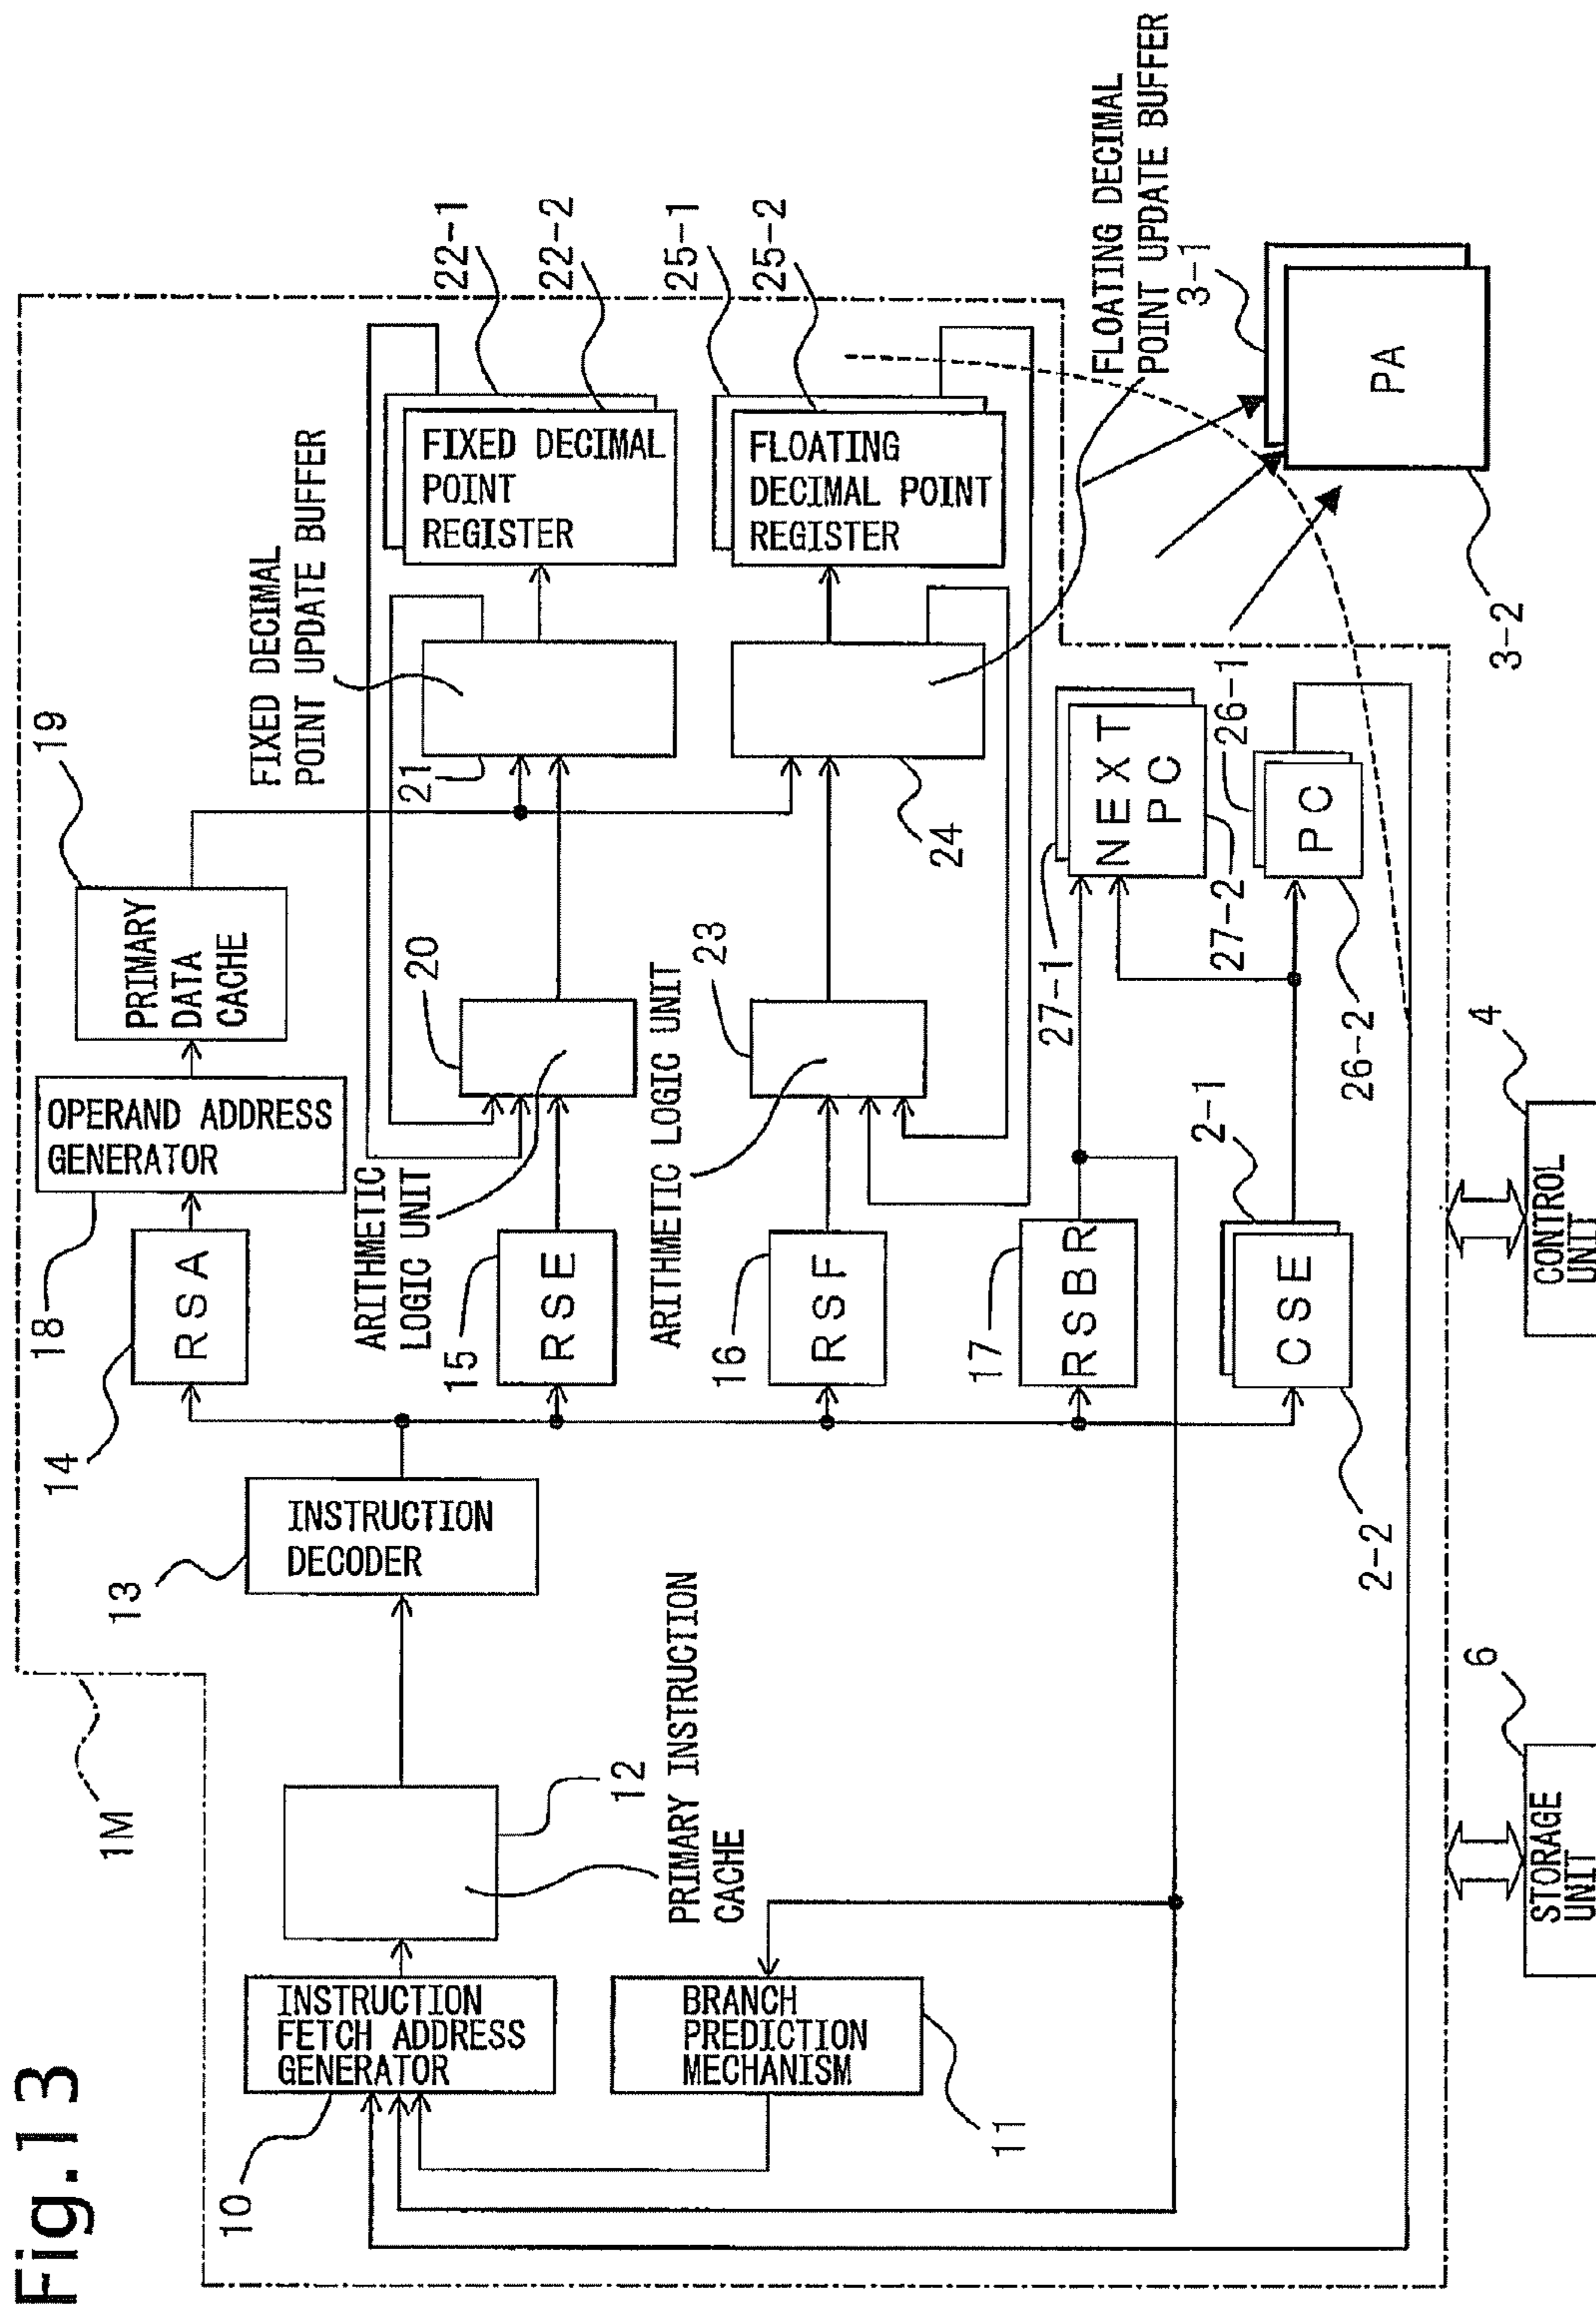 Fig.13
1M
10
INSTRUCTION
FETCH ADDRESS
GENERATOR
11
BRANCH
PREDICTION
MECHANISM
12
PRIMARY INSTRUCTION
CACHE
13
INSTRUCTION
DECODER
14
RSA
15
RSE
16
RSF
17
RSBR
2-1
CSE
2-2
18
OPERAND ADDRESS
GENERATOR
19
PRIMARY
DATA
CACHE
20
ARITHMETIC
LOGIC UNIT
23
ARITHMETIC LOGIC UNIT
21
FIXED DECIMAL
POINT UPDATE BUFFER
24
FLOATING DECIMAL
POINT UPDATE BUFFER
22-1
22-2
FIXED DECIMAL
POINT
REGISTER
25-1
25-2
FLOATING
DECIMAL POINT
REGISTER
27-1
NEXT
PC
27-2
26-1
PC
26-2
3-1
PA
3-2
4
CONTROL
UNIT
6
STORAGE
UNIT